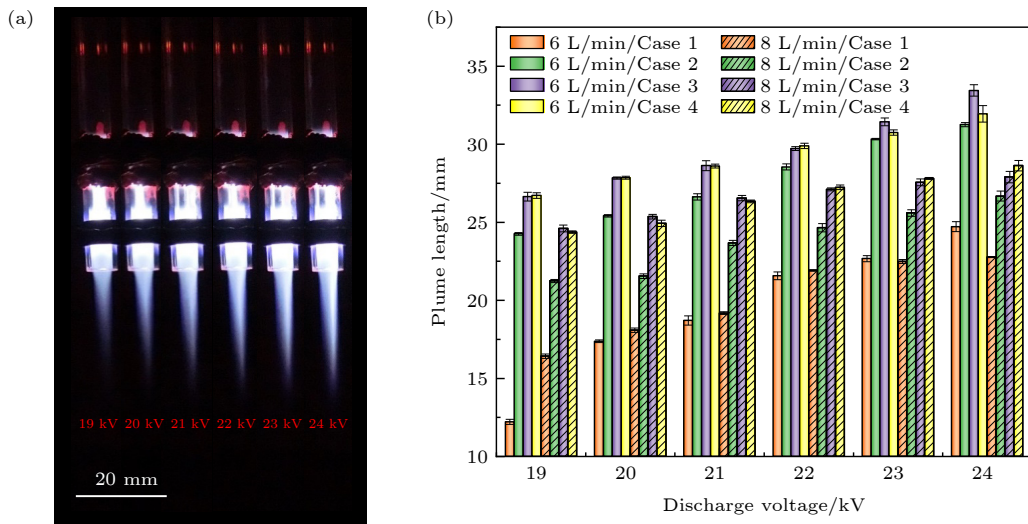 (a)
19 kV 20 kV 21 kV 22 kV 23 kV 24 kV
20 mm
(b)
6 L/min/Case 1 8 L/min/Case 1
6 L/min/Case 2 8 L/min/Case 2
6 L/min/Case 3 8 L/min/Case 3
6 L/min/Case 4 8 L/min/Case 4
Plume length/mm
35
30
25
20
15
10
19 20 21 22 23 24
Discharge voltage/kV